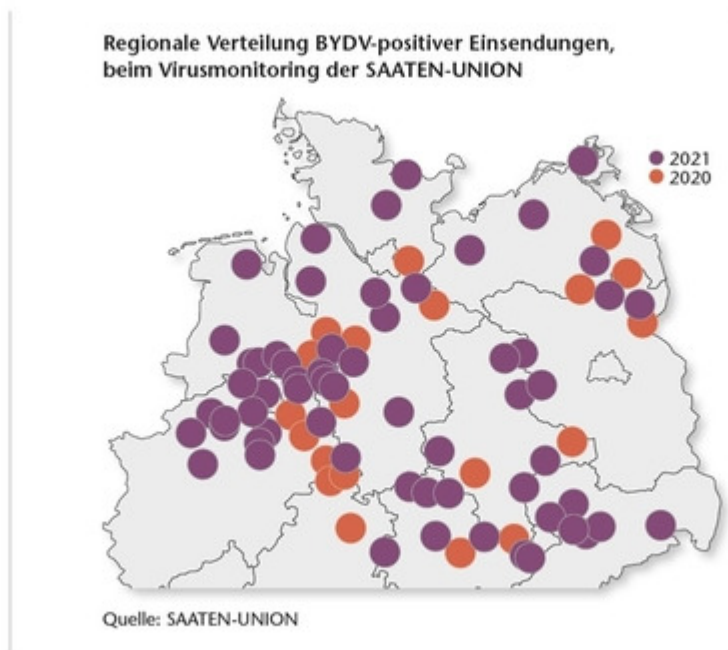 Regionale Verteilung BYDV-positiver Einsendungen,
beim Virusmonitoring der SAATEN-UNION
2021
2020
Quelle: SAATEN-UNION